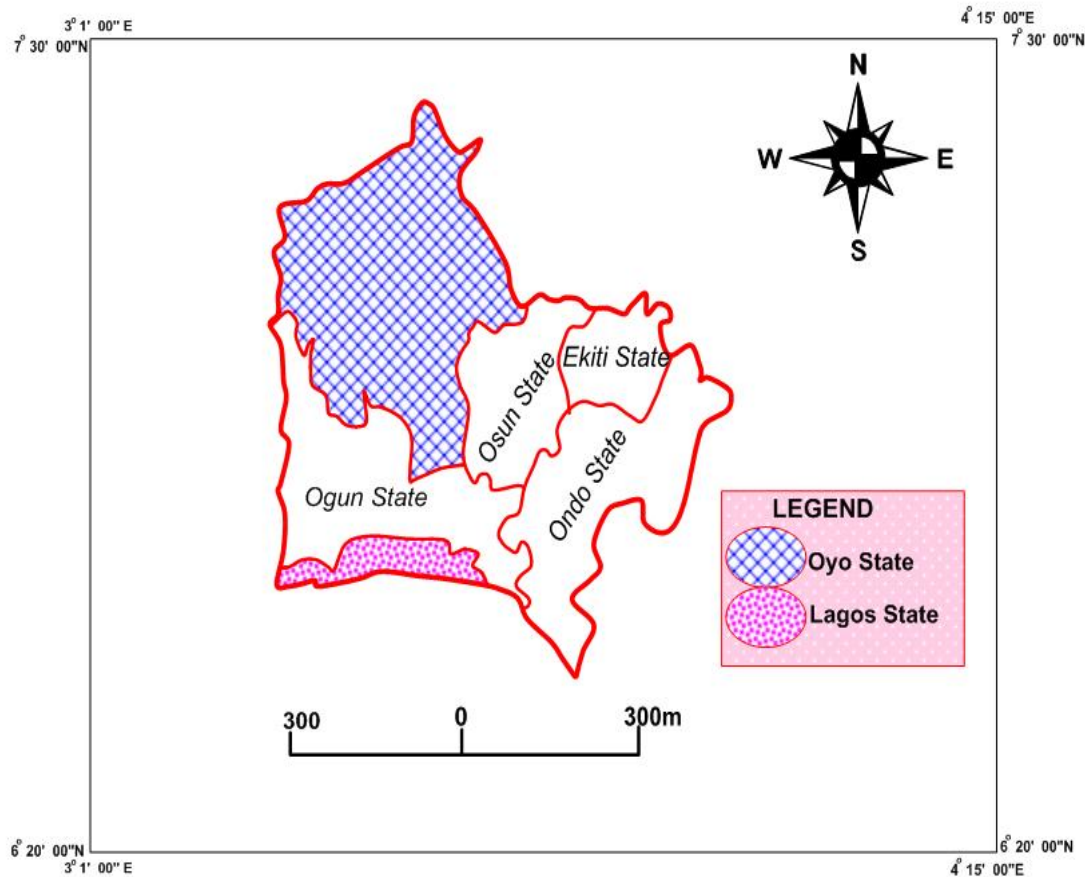 3° 1' 00" E
4° 15' 00"E
7° 30' 00"N
7° 30' 00"N
N
W
E
S
Ekiti State
Osun State
Ondo State
Ogun State
LEGEND
Oyo State
Lagos State
300 0 300m
6° 20' 00"N
6° 20' 00"N
3° 1' 00" E
4° 15' 00"E